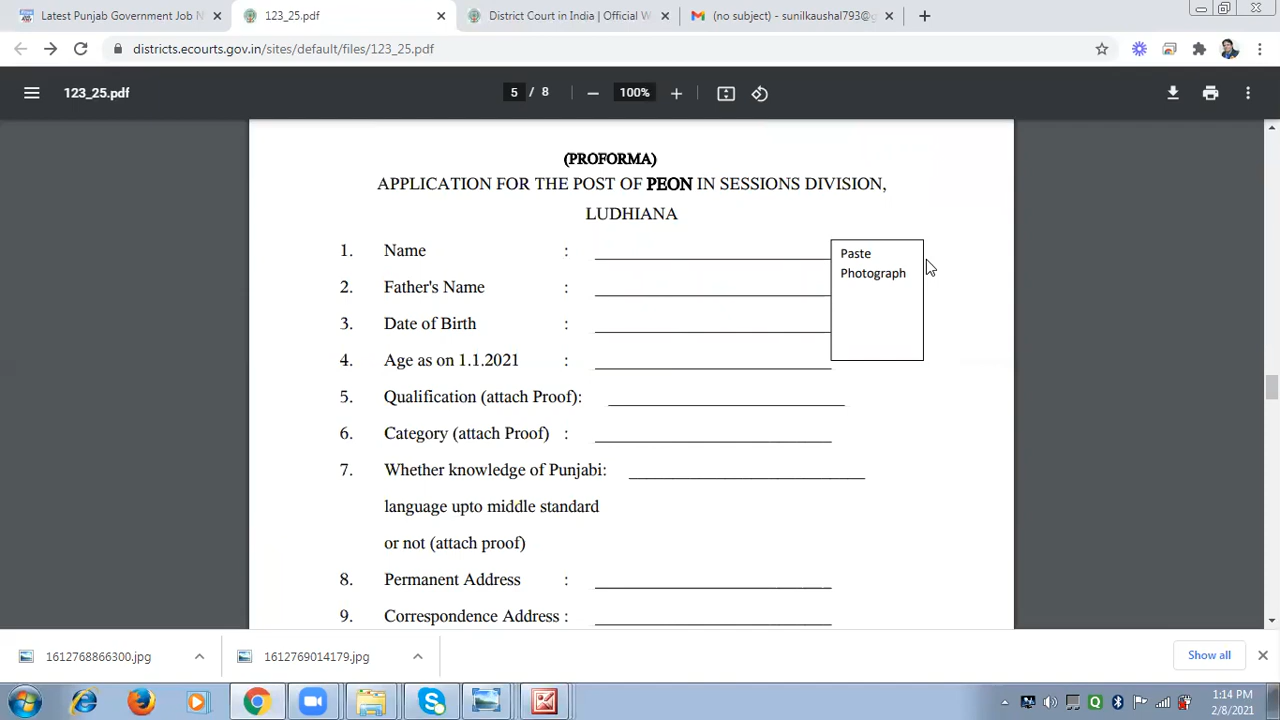 Latest Punjab Government Job N
123_25.pdf
District Court in India | Official W
(no subject) - sunilkaushal793@g
districts.ecourts.gov.in/sites/default/files/123_25.pdf
123_25.pdf
5 / 8
100%
(PROFORMA)
APPLICATION FOR THE POST OF PEON IN SESSIONS DIVISION,
LUDHIANA
1. Name :
Paste
Photograph
2. Father's Name :
3. Date of Birth :
4. Age as on 1.1.2021 :
5. Qualification (attach Proof):
6. Category (attach Proof) :
7. Whether knowledge of Punjabi:
language upto middle standard
or not (attach proof)
8. Permanent Address :
9. Correspondence Address :
1612768866300.jpg
1612769014179.jpg
Show all
1:14 PM
2/8/2021